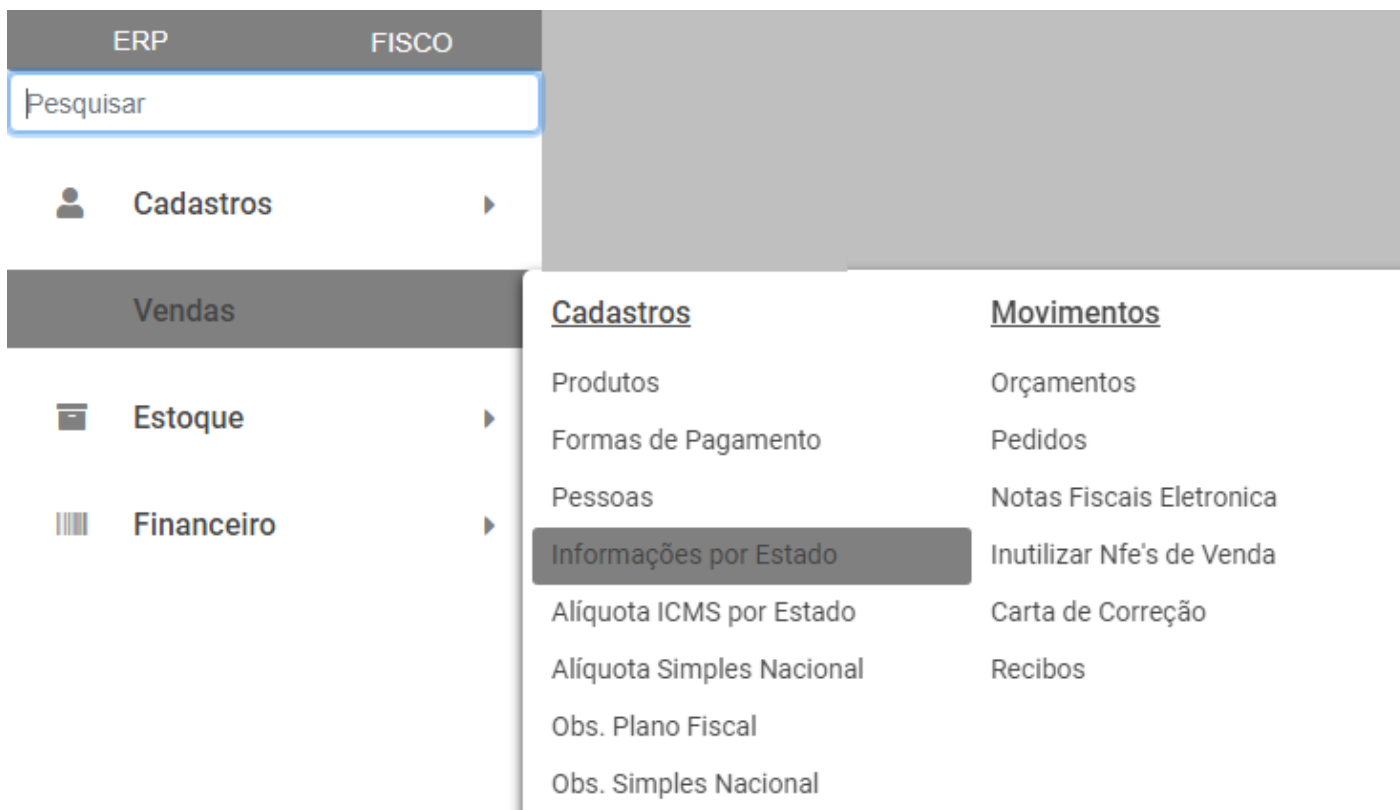 ERP FISCO
Pesquisar
Cadastros
Vendas
Estoque
Financeiro
Cadastros
Produtos
Formas de Pagamento
Pessoas
Informações por Estado
Alíquota ICMS por Estado
Alíquota Simples Nacional
Obs. Plano Fiscal
Obs. Simples Nacional
Movimentos
Orçamentos
Pedidos
Notas Fiscais Eletronica
Inutilizar Nfe's de Venda
Carta de Correção
Recibos